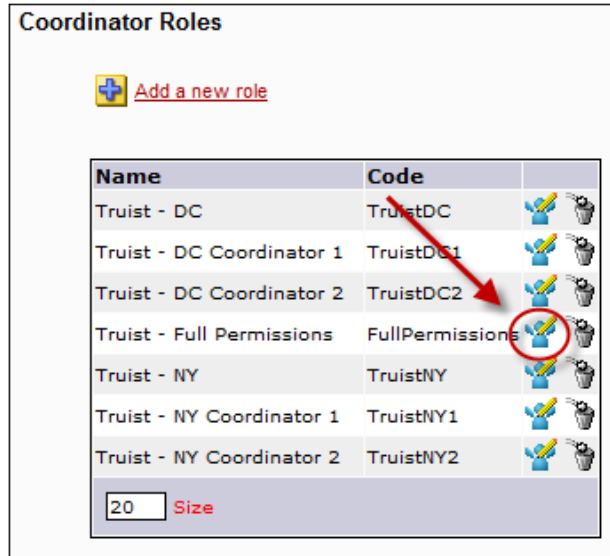 Coordinator Roles
Add a new role
Name Code
Truist - DC TruistDC
Truist - DC Coordinator 1 TruistDC1
Truist - DC Coordinator 2 TruistDC2
Truist - Full Permissions FullPermissions
Truist - NY TruistNY
Truist - NY Coordinator 1 TruistNY1
Truist - NY Coordinator 2 TruistNY2
20 Size